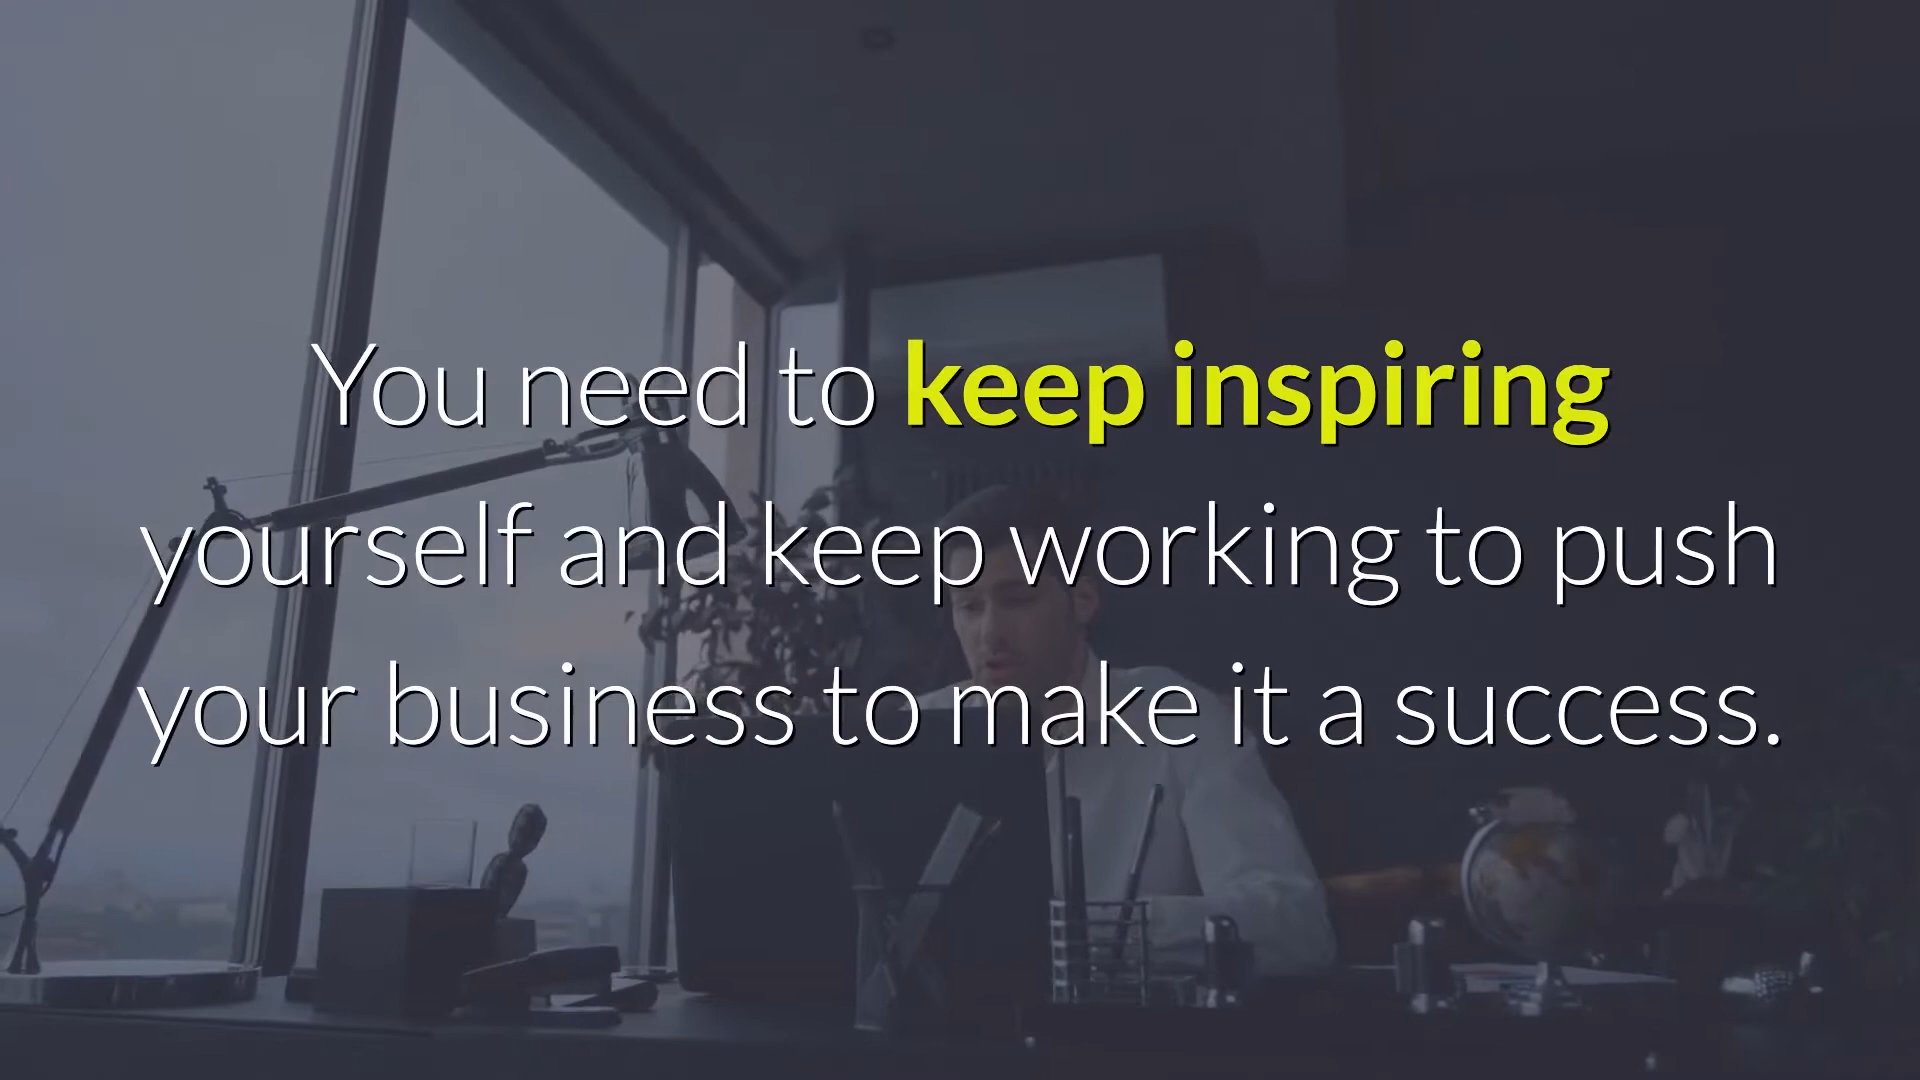 You need to keep inspiring
yourself and keep working to push
your business to make it a success.